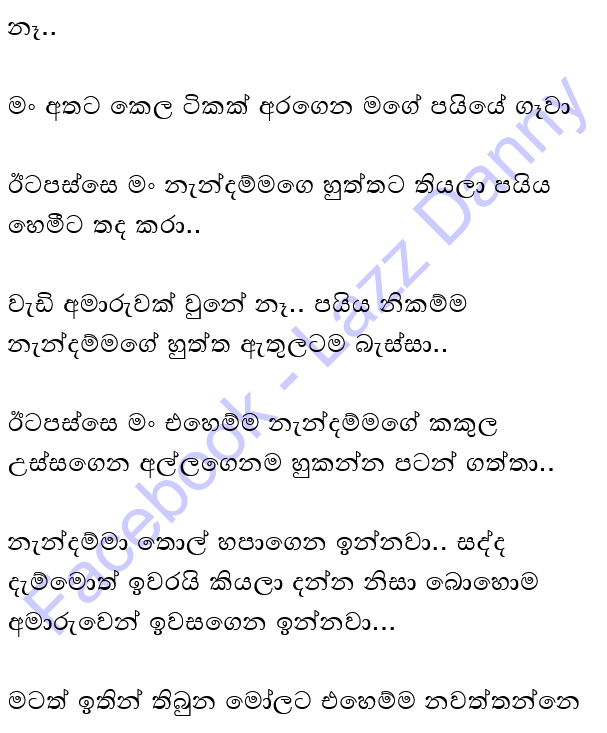 නෑ..
මං අතට කෙල ටිකක් අරගෙන මගේ පයියේ ගෑවා
ඊටපස්සෙ මං නැන්දම්මගෙ හුත්තට තියලා පයිය
හෙමීට තද කරා..
වැඩි අමාරුවක් වුනේ නෑ.. පයිය නිකම්ම
නැන්දම්මගේ හුත්ත ඇතුලටම බැස්සා..
ඊටපස්සෙ මං එහෙම්ම නැන්දම්මගේ කකුල
උස්සගෙන අල්ලගෙනම හුකන්න පටන් ගත්තා..
නැන්දම්මා තොල් හපාගෙන ඉන්නවා.. සද්ද
දැම්මොත් ඉවරයි කියලා දන්න නිසා බොහොම
අමාරුවෙන් ඉවසගෙන ඉන්නවා...
මටත් ඉතින් තිබුන මෝලට එහෙම්ම නවත්තන්නෙ
Facebook - Lazz Danny